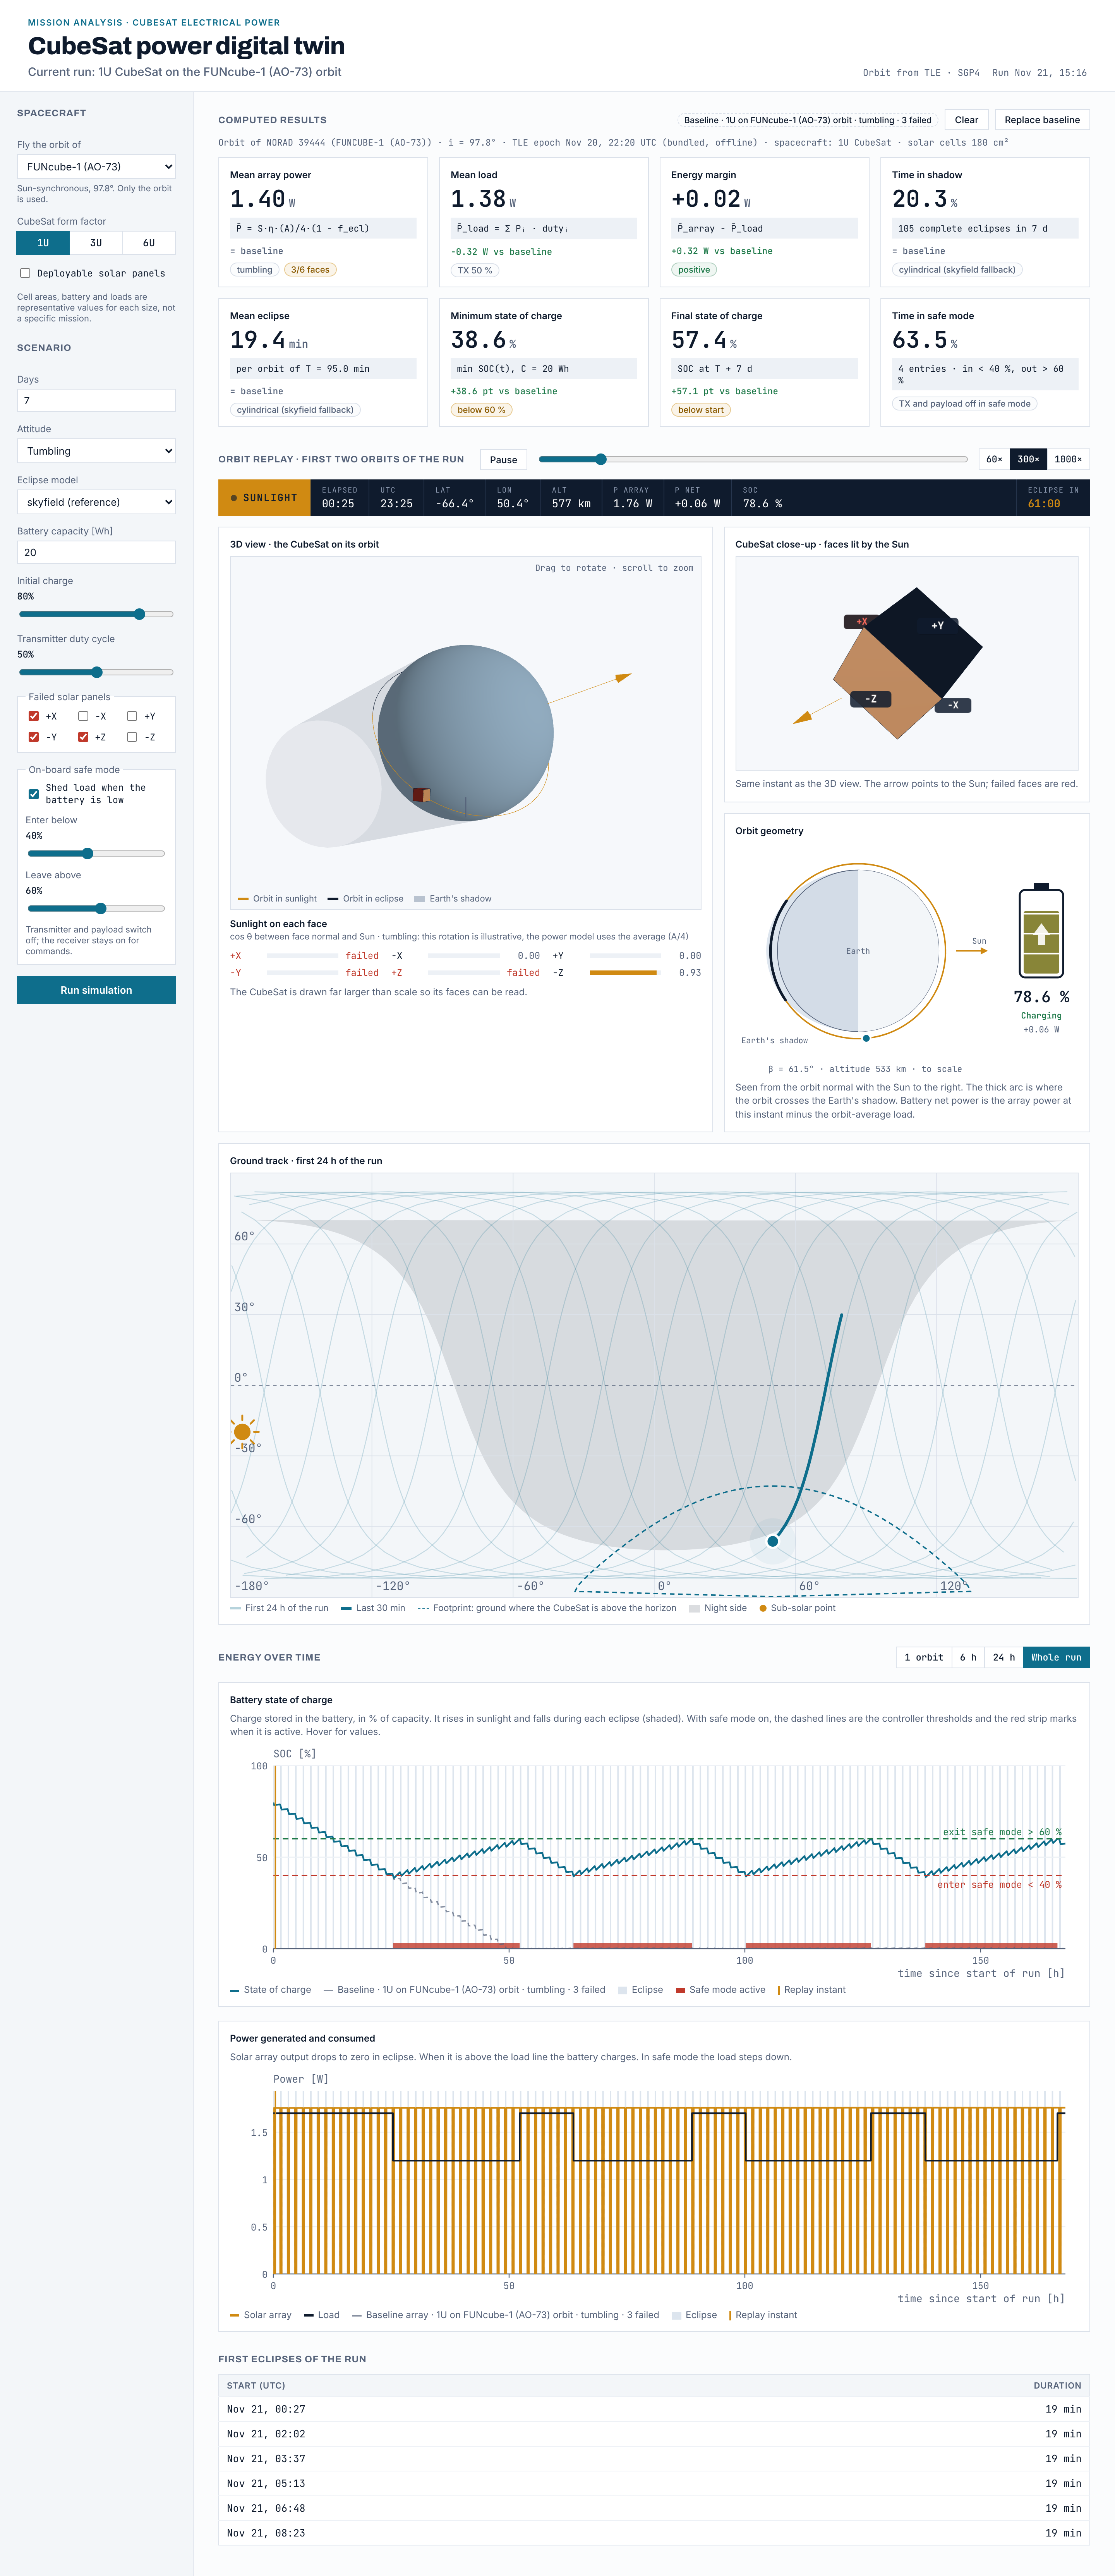 MISSION ANALYSIS · CUBESAT ELECTRICAL POWER
CubeSat power digital twin
Current run: 1U CubeSat on the FUNcube-1 (AO-73) orbit
Orbit from TLE · SGP4 Run Nov 21, 15:16
SPACECRAFT
Fly the orbit of
FUNcube-1 (AO-73)
Sun-synchronous, 97.8°. Only the orbit
is used.
CubeSat form factor
1U 3U 6U
Deployable solar panels
Cell areas, battery and loads are
representative values for each size, not
a specific mission.
SCENARIO
Days
7
Attitude
Tumbling
Eclipse model
skyfield (reference)
Battery capacity [Wh]
20
Initial charge
80%
Transmitter duty cycle
50%
Failed solar panels
+X -X +Y
-Y +Z -Z
On-board safe mode
Shed load when the
battery is low
Enter below
40%
Leave above
60%
Transmitter and payload switch
off; the receiver stays on for
commands.
Run simulation
COMPUTED RESULTS
Baseline · 1U on FUNcube-1 (AO-73) orbit · tumbling · 3 failed
Clear
Replace baseline
Orbit of NORAD 39444 (FUNCUBE-1 (AO-73)) · i = 97.8° · TLE epoch Nov 20, 22:20 UTC (bundled, offline) · spacecraft: 1U CubeSat · solar cells 180 cm²
Mean array power
1.40 W
P̄ = S·η·⟨A⟩/4·(1 - f_ecl)
= baseline
tumbling 3/6 faces
Mean load
1.38 W
P̄_load = Σ Pᵢ · dutyᵢ
-0.32 W vs baseline
TX 50 %
Energy margin
+0.02 W
P̄_array - P̄_load
+0.32 W vs baseline
positive
Time in shadow
20.3 %
105 complete eclipses in 7 d
= baseline
cylindrical (skyfield fallback)
Mean eclipse
19.4 min
per orbit of T = 95.0 min
= baseline
cylindrical (skyfield fallback)
Minimum state of charge
38.6 %
min SOC(t), C = 20 Wh
+38.6 pt vs baseline
below 60 %
Final state of charge
57.4 %
SOC at T + 7 d
+57.1 pt vs baseline
below start
Time in safe mode
63.5 %
4 entries · in < 40 %, out > 60
%
TX and payload off in safe mode
ORBIT REPLAY · FIRST TWO ORBITS OF THE RUN
Pause
60× 300× 1000×
SUNLIGHT
ELAPSED
00:25
UTC
23:25
LAT
-66.4°
LON
50.4°
ALT
577 km
P ARRAY
1.76 W
P NET
+0.06 W
SOC
78.6 %
ECLIPSE IN
61:00
3D view · the CubeSat on its orbit
Drag to rotate · scroll to zoom
Orbit in sunlight Orbit in eclipse Earth's shadow
Sunlight on each face
cos θ between face normal and Sun · tumbling: this rotation is illustrative, the power model uses the average ⟨A/4⟩
+X failed -X 0.00 +Y 0.00
-Y failed +Z failed -Z 0.93
The CubeSat is drawn far larger than scale so its faces can be read.
CubeSat close-up · faces lit by the Sun
+X
+Y
-Z
-X
Same instant as the 3D view. The arrow points to the Sun; failed faces are red.
Orbit geometry
Earth
Sun
Earth's shadow
78.6 %
Charging
+0.06 W
β = 61.5° · altitude 533 km · to scale
Seen from the orbit normal with the Sun to the right. The thick arc is where
the orbit crosses the Earth's shadow. Battery net power is the array power at
this instant minus the orbit-average load.
Ground track · first 24 h of the run
60°
30°
0°
-30°
-60°
-180° -120° -60° 0° 60° 120°
First 24 h of the run Last 30 min Footprint: ground where the CubeSat is above the horizon Night side Sub-solar point
ENERGY OVER TIME
1 orbit 6 h 24 h Whole run
Battery state of charge
Charge stored in the battery, in % of capacity. It rises in sunlight and falls during each eclipse (shaded). With safe mode on, the dashed lines are the controller thresholds and the red strip marks
when it is active. Hover for values.
SOC [%]
100
50
0
exit safe mode > 60 %
enter safe mode < 40 %
0 50 100 150
time since start of run [h]
State of charge Baseline · 1U on FUNcube-1 (AO-73) orbit · tumbling · 3 failed Eclipse Safe mode active Replay instant
Power generated and consumed
Solar array output drops to zero in eclipse. When it is above the load line the battery charges. In safe mode the load steps down.
Power [W]
1.5
1
0.5
0
0 50 100 150
time since start of run [h]
Solar array Load Baseline array · 1U on FUNcube-1 (AO-73) orbit · tumbling · 3 failed Eclipse Replay instant
FIRST ECLIPSES OF THE RUN
START (UTC) DURATION
Nov 21, 00:27 19 min
Nov 21, 02:02 19 min
Nov 21, 03:37 19 min
Nov 21, 05:13 19 min
Nov 21, 06:48 19 min
Nov 21, 08:23 19 min